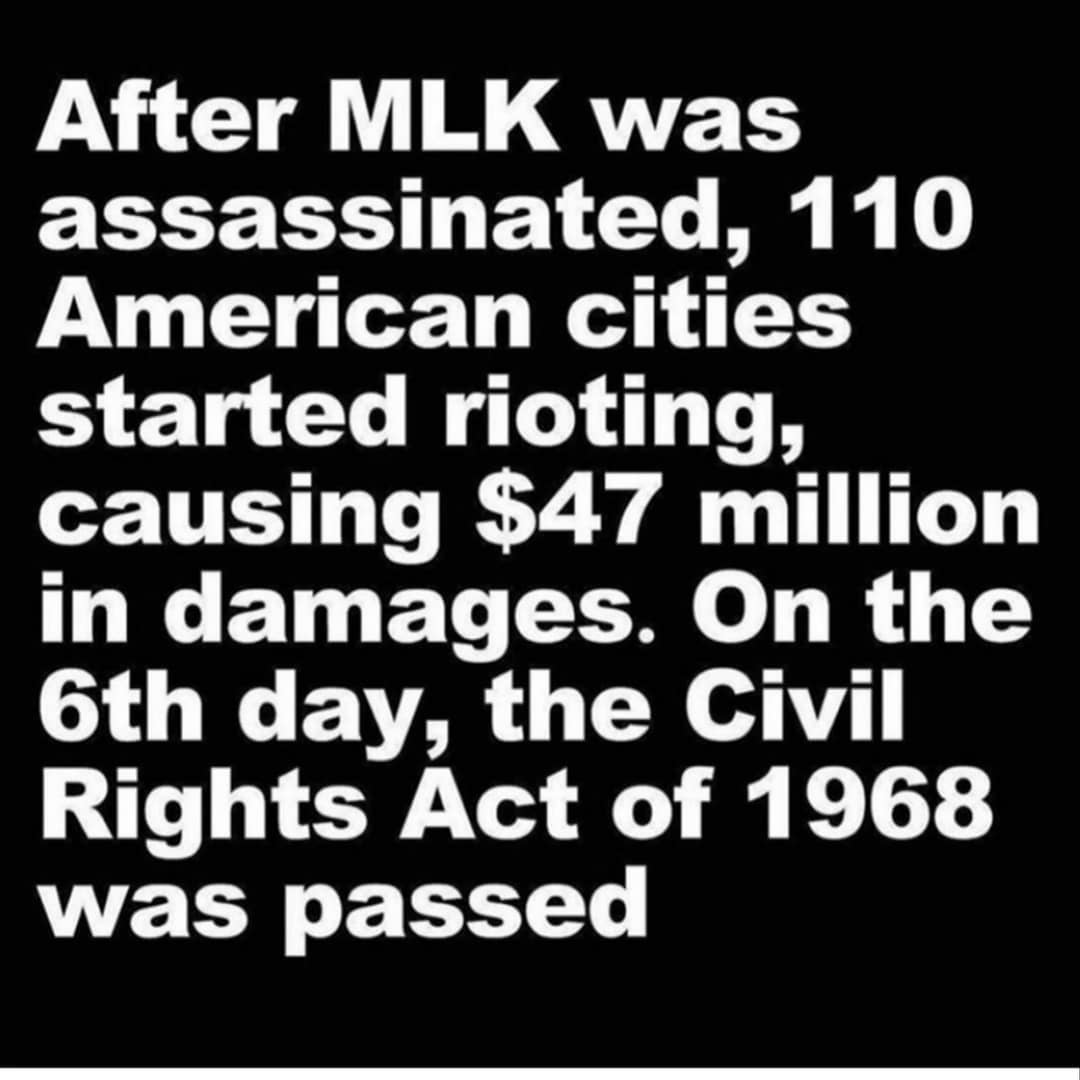 After MLK was
assassinated, 110
American cities
started rioting,
causing $47 million
in damages. On the
6th day, the Civil
Rights Act of 1968
was passed